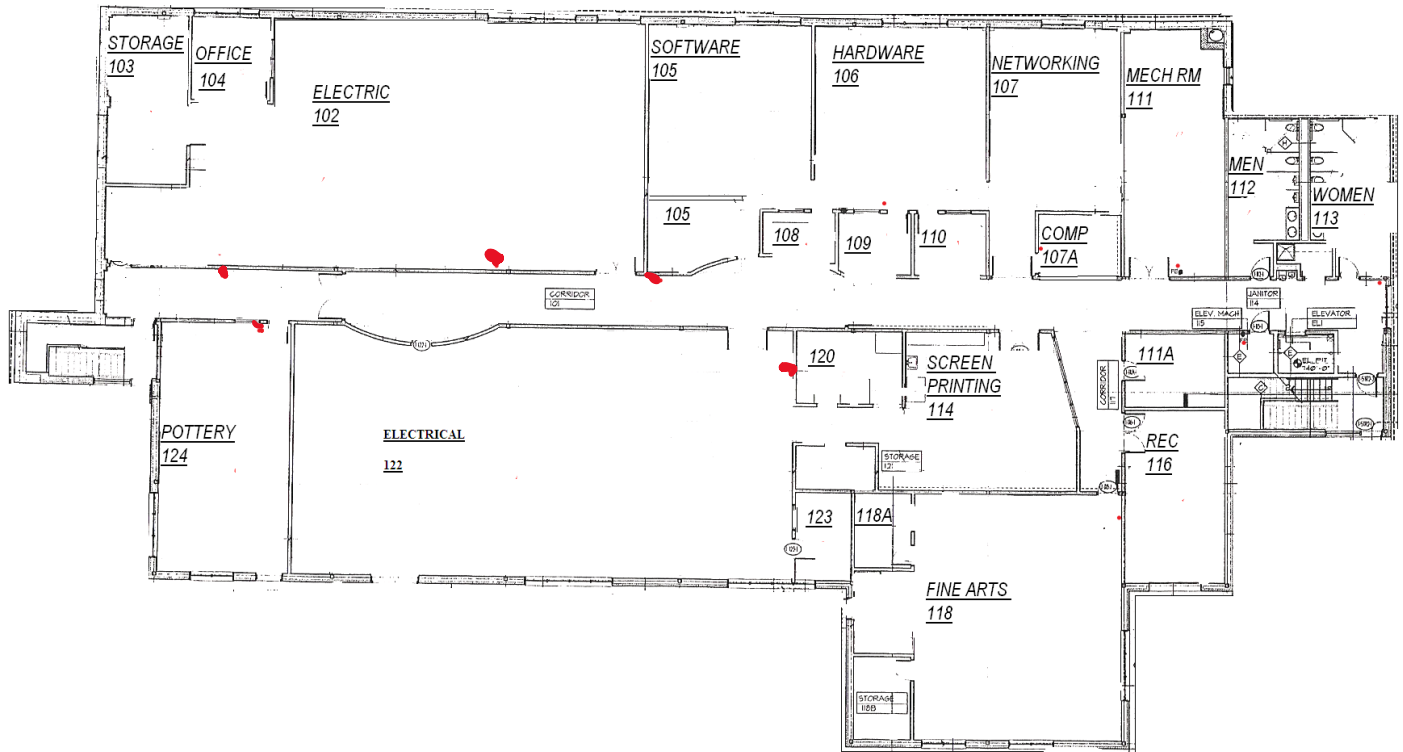 STORAGE
103
OFFICE
104
ELECTRIC
102
SOFTWARE
105
HARDWARE
106
NETWORKING
107
MECH RM
111
MEN
112
WOMEN
113
105
108
109
110
COMP
107A
CORRIDOR
101
JANITOR
114
ELEV. MACH
115
ELEVATOR
EL1
120
SCREEN
PRINTING
114
111A
CORRIDOR
117
POTTERY
124
ELECTRICAL
122
STORAGE
121
REC
116
123
118A
FINE ARTS
118
STORAGE
118B